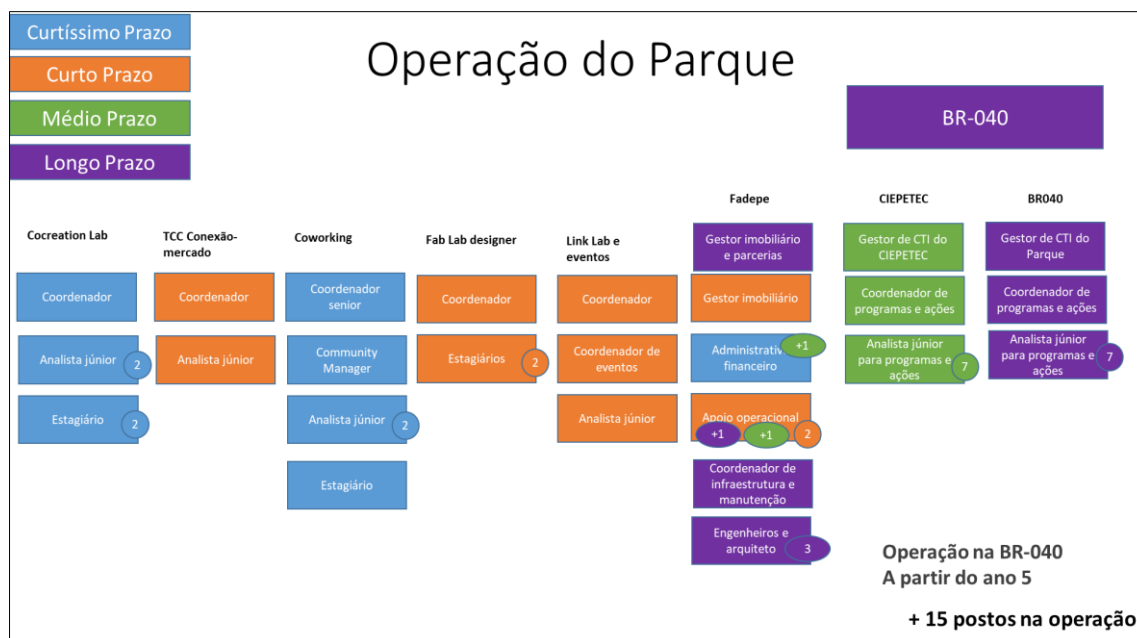 Curtíssimo Prazo
Curto Prazo
Médio Prazo
Longo Prazo
Operação do Parque
BR-040
Cocreation Lab
Coordenador
Analista júnior
2
Estagiário
2
TCC Conexão-
mercado
Coordenador
Analista júnior
Coworking
Coordenador
senior
Community
Manager
Analista júnior
2
Estagiário
Fab Lab designer
Coordenador
Estagiários
2
Link Lab e
eventos
Coordenador
Coordenador de
eventos
Analista júnior
Fadepe
Gestor imobiliário
e parcerias
Gestor imobiliário
+1
Administrativ
financeiro
Apoio operacional
+1
+1
2
Coordenador de
infraestrutura e
manutenção
Engenheiros e
arquiteto
3
CIEPETEC
Gestor de CTI do
CIEPETEC
Coordenador de
programas e ações
Analista júnior
para programas e
ações
7
BR040
Gestor de CTI do
Parque
Coordenador de
programas e ações
Analista júnior
para programas e
ações
7
Operação na BR-040
A partir do ano 5
+ 15 postos na operação